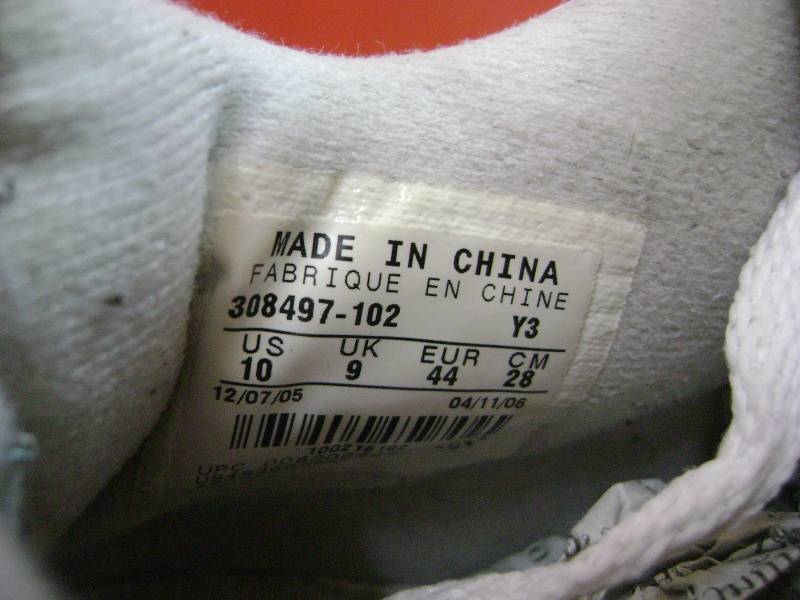 MADE IN CHINA
FABRIQUE EN CHINE
308497-102 Y3
US UK EUR CM
10 9 44 28
12/07/05 04/11/06
UPC